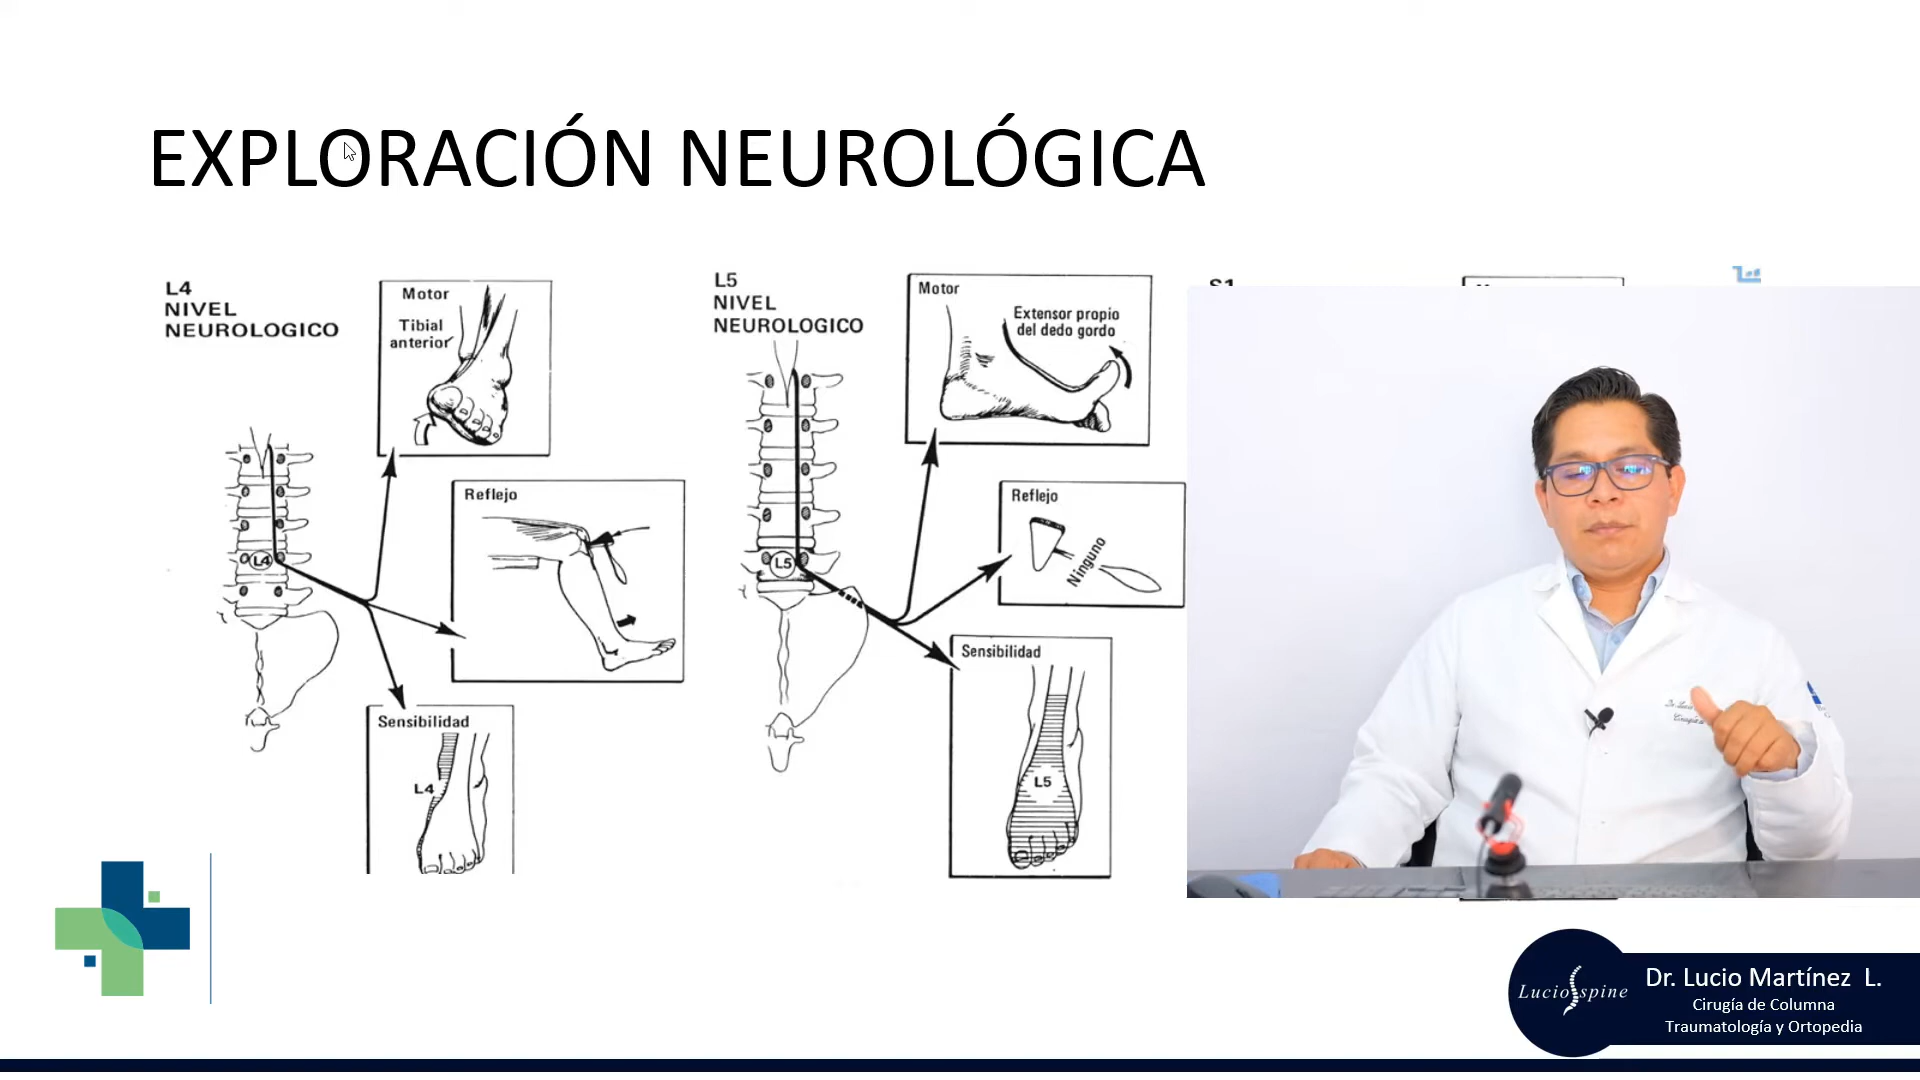 EXPLORACIÓN NEUROLÓGICA
L4
NIVEL
NEUROLOGICO
Motor
Tibial
anterior
Reflejo
L4
Sensibilidad
L4
L5
NIVEL
NEUROLOGICO
Motor
Extensor propio
del dedo gordo
Reflejo
Ninguno
L5
Sensibilidad
L5
S1
Lucio spine
Dr. Lucio Martínez L.
Cirugía de Columna
Traumatología y Ortopedia